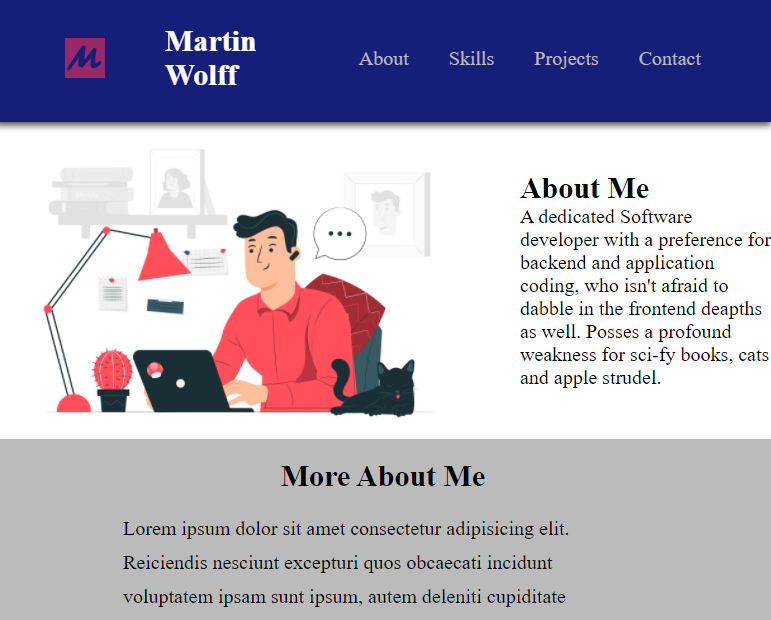 M
Martin
Wolff
About Skills Projects Contact
About Me
A dedicated Software
developer with a preference for
backend and application
coding, who isn't afraid to
dabble in the frontend deapths
as well. Posses a profound
weakness for sci-fy books, cats
and apple strudel.
More About Me
Lorem ipsum dolor sit amet consectetur adipisicing elit.
Reiciendis nesciunt excepturi quos obcaecati incidunt
voluptatem ipsam sunt ipsum, autem deleniti cupiditate